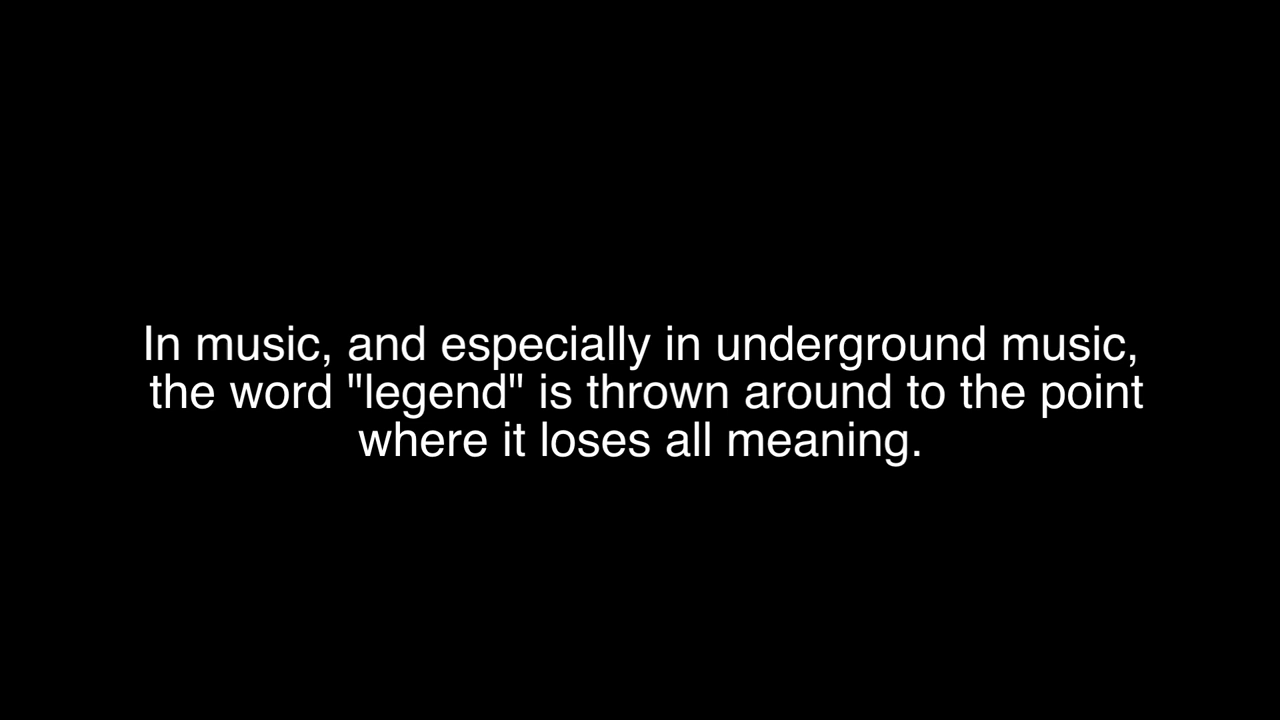 In music, and especially in underground music,
the word "legend" is thrown around to the point
where it loses all meaning.